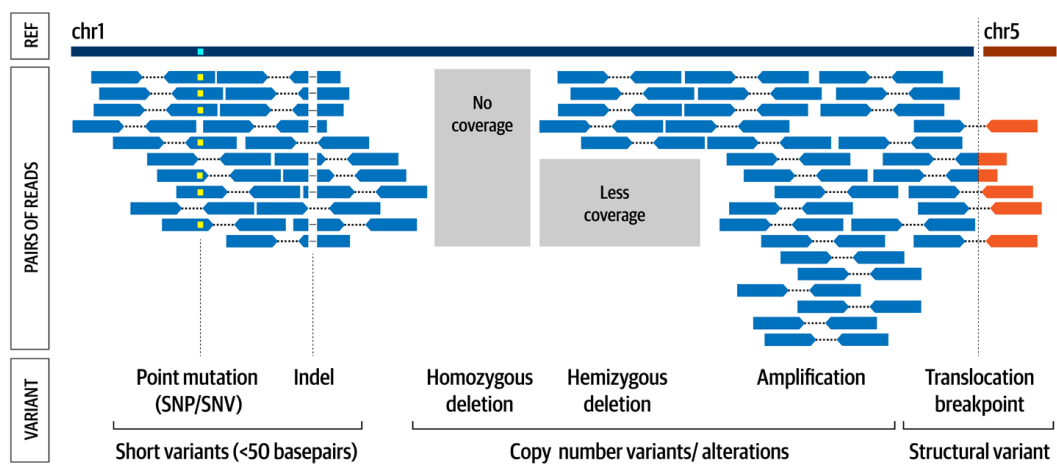 REF
chr1
chr5
PAIRS OF READS
No
coverage
Less
coverage
VARIANT
Point mutation
(SNP/SNV)
Indel
Homozygous
deletion
Hemizygous
deletion
Amplification
Translocation
breakpoint
Short variants (<50 basepairs)
Copy number variants/ alterations
Structural variant